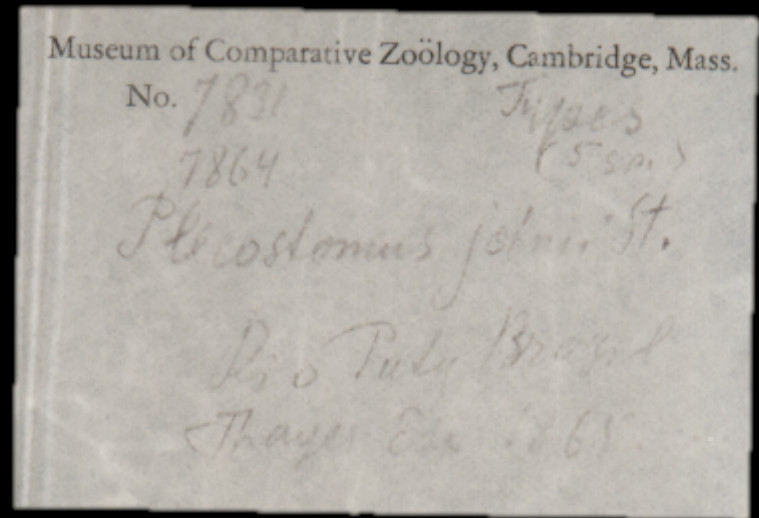 Museum of Comparative Zoölogy, Cambridge, Mass.
No. 7831 Types
7864 (5 sp.)
Plecostomus johnii St.
Rio Puty Brazil
Thayer Ex. 1865